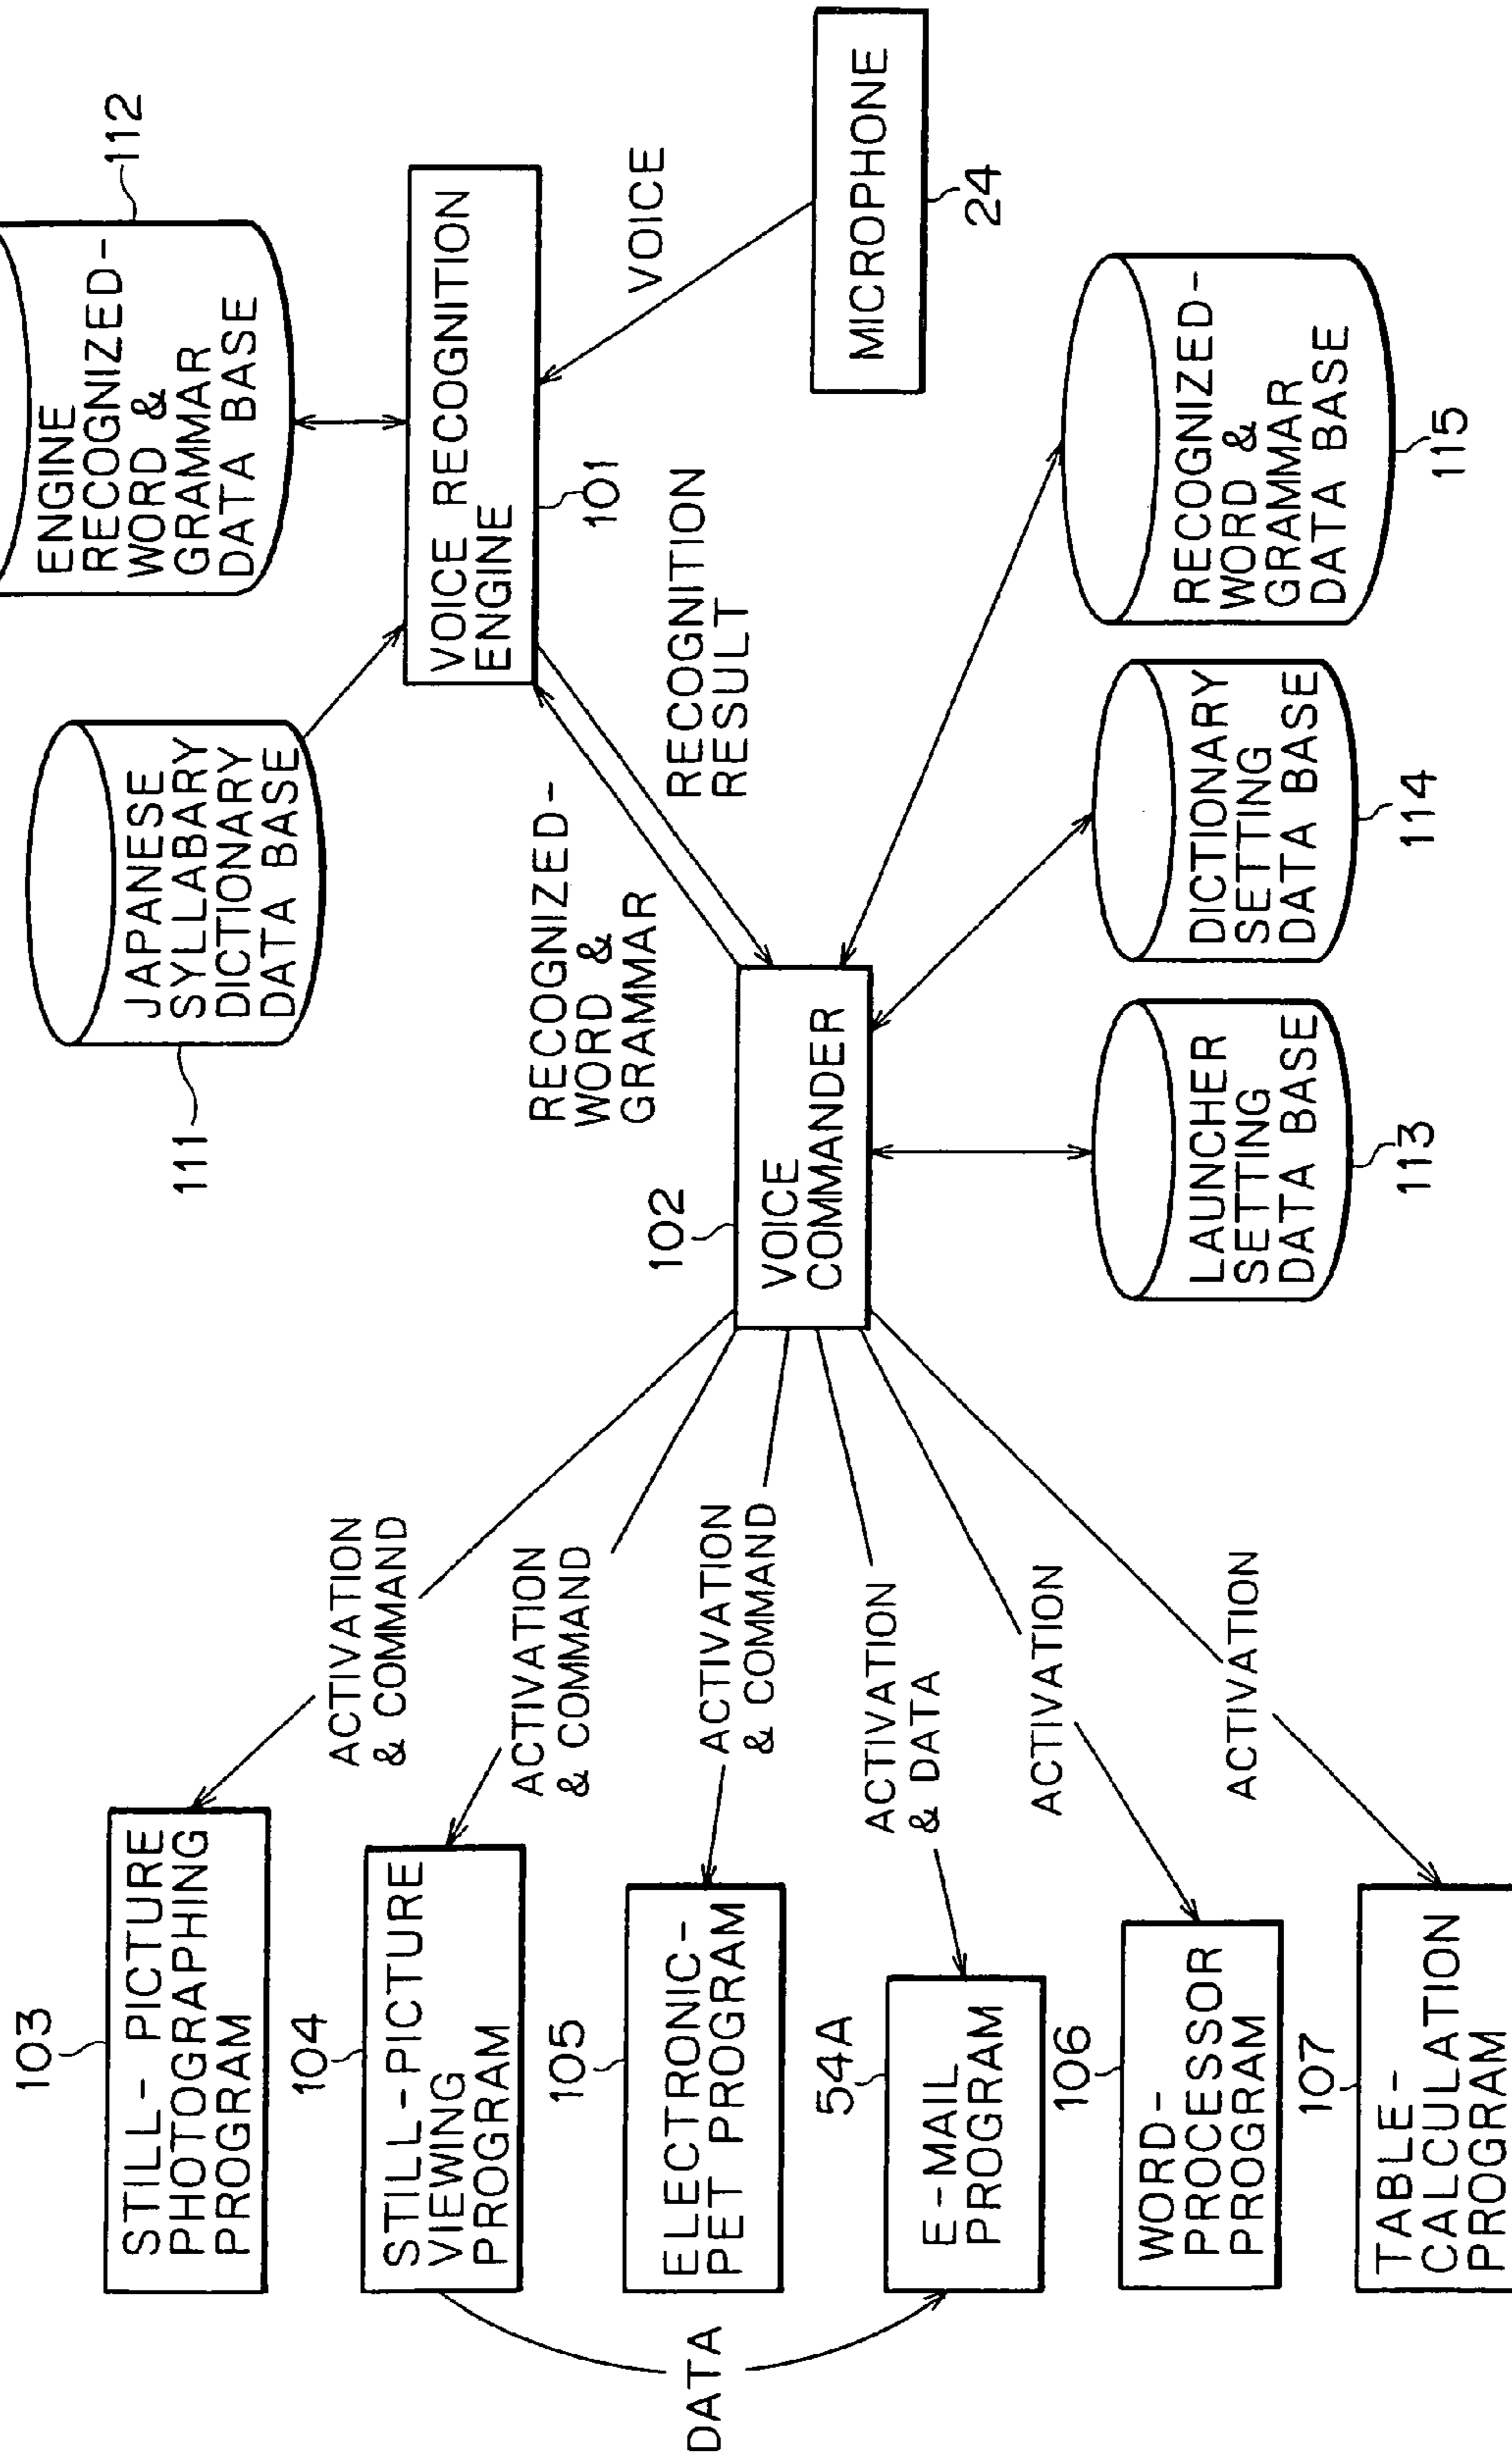 103
STILL-PICTURE
PHOTOGRAPHING
PROGRAM
104
STILL-PICTURE
VIEWING
PROGRAM
105
ELECTRONIC-
PET PROGRAM
54A
E-MAIL
PROGRAM
106
WORD-
PROCESSOR
PROGRAM
107
TABLE-
CALCULATION
PROGRAM
DATA
ACTIVATION
& COMMAND
ACTIVATION
& COMMAND
ACTIVATION
& COMMAND
ACTIVATION
& DATA
ACTIVATION
ACTIVATION
102
VOICE
COMMANDER
111
JAPANESE
SYLLABARY
DICTIONARY
DATA BASE
ENGINE
RECOGNIZED-
WORD &
GRAMMAR
DATA BASE
112
VOICE RECOGNITION
ENGINE
101
RECOGNIZED-
WORD &
GRAMMAR
RECOGNITION
RESULT
VOICE
MICROPHONE
24
LAUNCHER
SETTING
DATA BASE
113
DICTIONARY
SETTING
DATA BASE
114
RECOGNIZED-
WORD &
GRAMMAR
DATA BASE
115